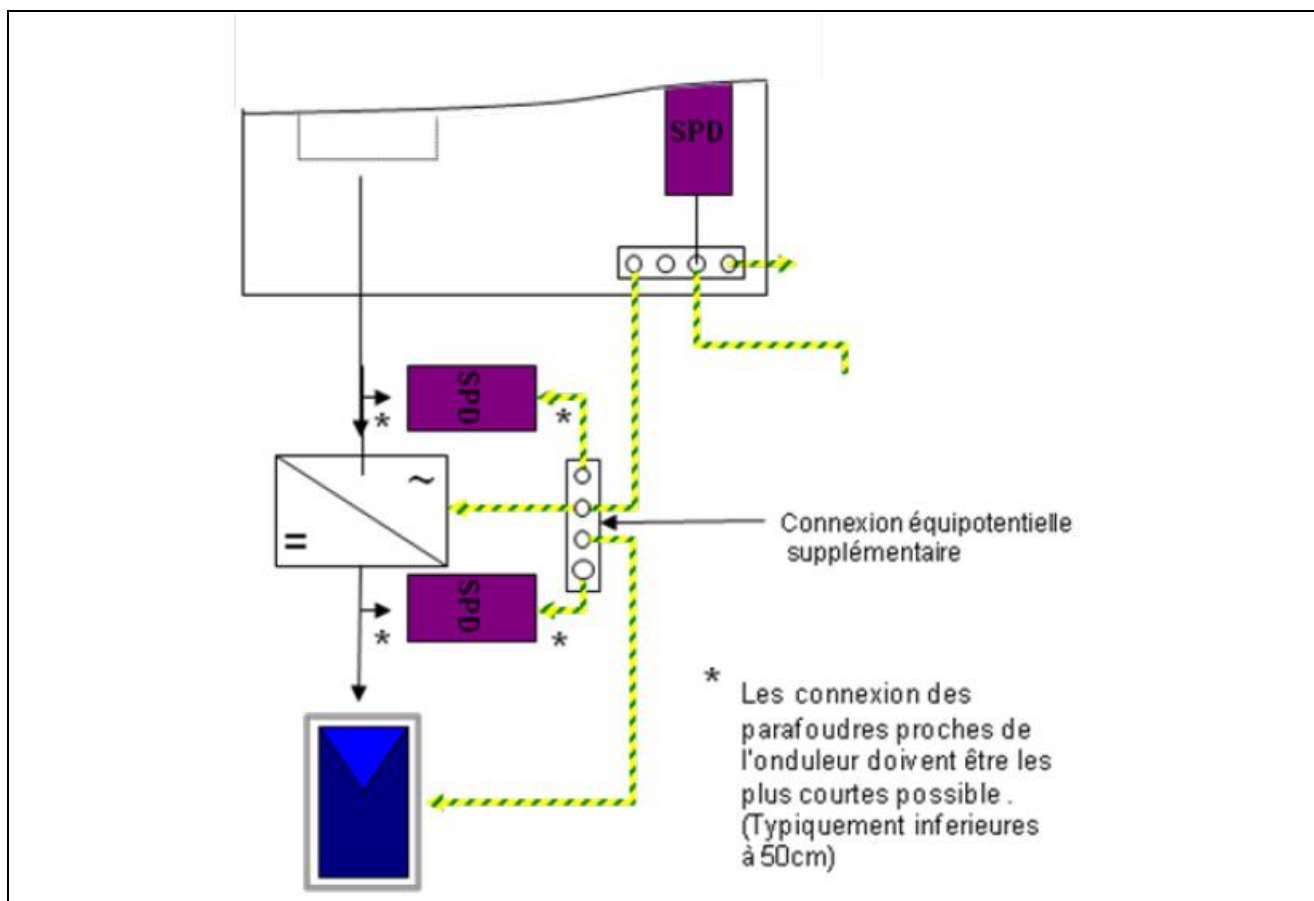 SPD
SPD
*
*
~
=
Connexion équipotentielle
supplémentaire
SPD
*
*
* Les connexion des
parafoudres proches de
l'onduleur doivent être les
plus courtes possible .
(Typiquement inferieures
à 50cm)